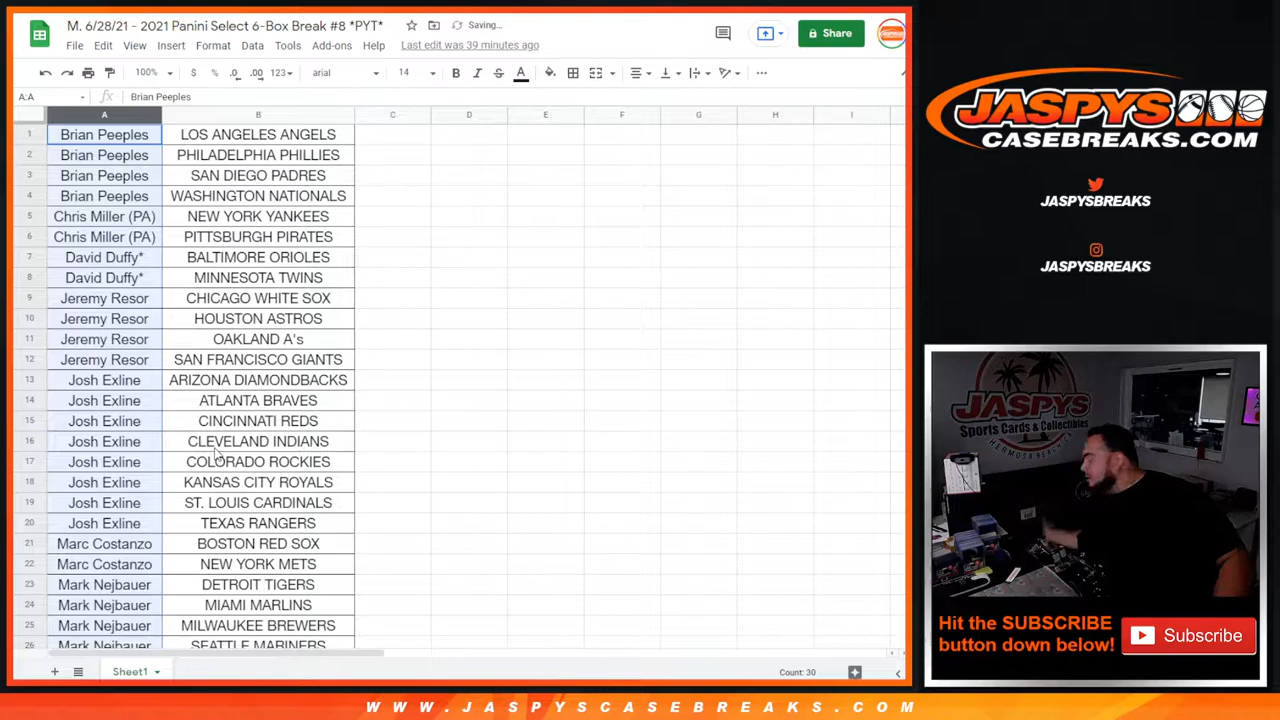 M. 6/28/21 - 2021 Panini Select 6-Box Break #8 *PYT*
Saving...
File Edit View Insert Format Data Tools Add-ons Help Last edit was 39 minutes ago
Share
100% $ % .0 .00 123 arial 14 B I S A
A:A fx Brian Peeples
A B C D E F G H I
1 Brian Peeples LOS ANGELES ANGELS
2 Brian Peeples PHILADELPHIA PHILLIES
3 Brian Peeples SAN DIEGO PADRES
4 Brian Peeples WASHINGTON NATIONALS
5 Chris Miller (PA) NEW YORK YANKEES
6 Chris Miller (PA) PITTSBURGH PIRATES
7 David Duffy* BALTIMORE ORIOLES
8 David Duffy* MINNESOTA TWINS
9 Jeremy Resor CHICAGO WHITE SOX
10 Jeremy Resor HOUSTON ASTROS
11 Jeremy Resor OAKLAND A's
12 Jeremy Resor SAN FRANCISCO GIANTS
13 Josh Exline ARIZONA DIAMONDBACKS
14 Josh Exline ATLANTA BRAVES
15 Josh Exline CINCINNATI REDS
16 Josh Exline CLEVELAND INDIANS
17 Josh Exline COLORADO ROCKIES
18 Josh Exline KANSAS CITY ROYALS
19 Josh Exline ST. LOUIS CARDINALS
20 Josh Exline TEXAS RANGERS
21 Marc Costanzo BOSTON RED SOX
22 Marc Costanzo NEW YORK METS
23 Mark Nejbauer DETROIT TIGERS
24 Mark Nejbauer MIAMI MARLINS
25 Mark Nejbauer MILWAUKEE BREWERS
26 Mark Nejbauer SEATTLE MARINERS
Sheet1
Count: 30
JASPYS
CASEBREAKS.COM
JASPYSBREAKS
JASPYSBREAKS
JASPYS
Sports Cards & Collectibles
HERMOSA BEACH
Hit the SUBSCRIBE
button down below!
Subscribe
WWW.JASPYSCASEBREAKS.COM